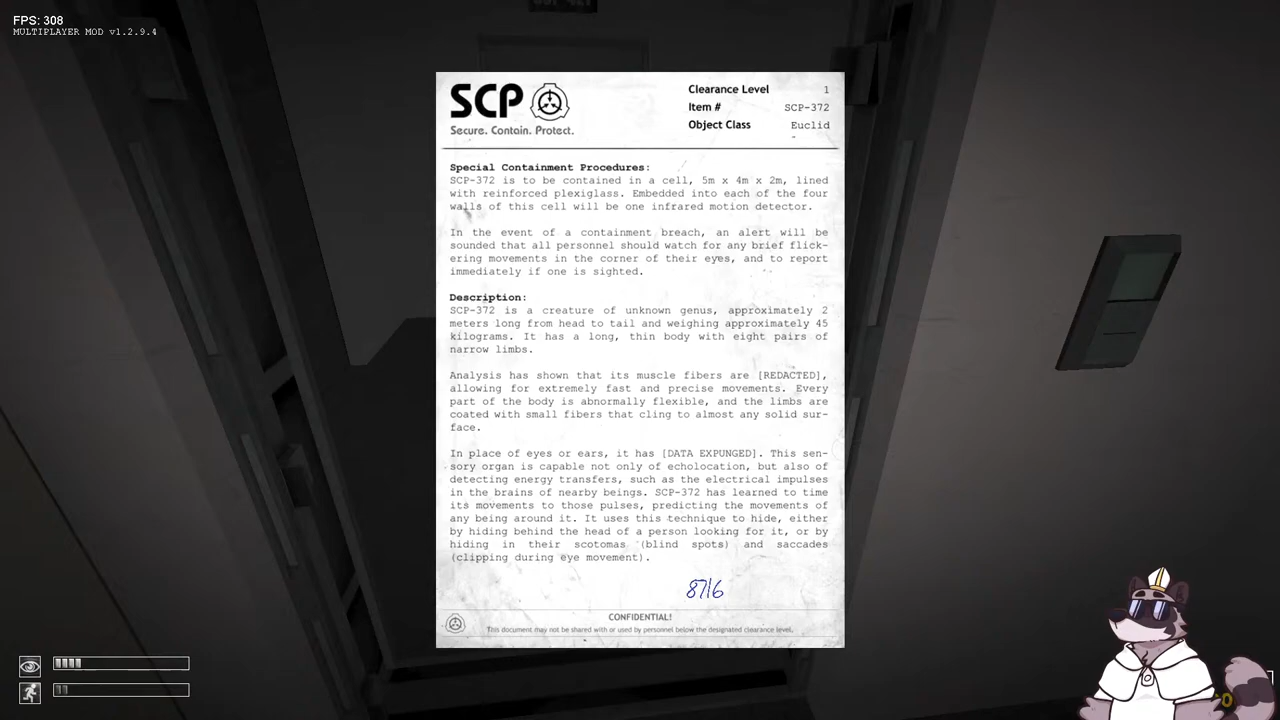 FPS: 308
MULTIPLAYER MOD v1.2.9.4
SCP
Secure. Contain. Protect.
Clearance Level 1
Item # SCP-372
Object Class Euclid
Special Containment Procedures:
SCP-372 is to be contained in a cell, 5m x 4m x 2m, lined
with reinforced plexiglass. Embedded into each of the four
walls of this cell will be one infrared motion detector.
In the event of a containment breach, an alert will be
sounded that all personnel should watch for any brief flick-
ering movements in the corner of their eyes, and to report
immediately if one is sighted.
Description:
SCP-372 is a creature of unknown genus, approximately 2
meters long from head to tail and weighing approximately 45
kilograms. It has a long, thin body with eight pairs of
narrow limbs.
Analysis has shown that its muscle fibers are [REDACTED],
allowing for extremely fast and precise movements. Every
part of the body is abnormally flexible, and the limbs are
coated with small fibers that cling to almost any solid sur-
face.
In place of eyes or ears, it has [DATA EXPUNGED]. This sen-
sory organ is capable not only of echolocation, but also of
detecting energy transfers, such as the electrical impulses
in the brains of nearby beings. SCP-372 has learned to time
its movements to those pulses, predicting the movements of
any being around it. It uses this technique to hide, either
by hiding behind the head of a person looking for it, or by
hiding in their scotomas (blind spots) and saccades
(clipping during eye movement).
8716
CONFIDENTIAL!
This document may not be shared with or used by personnel below the designated clearance level.